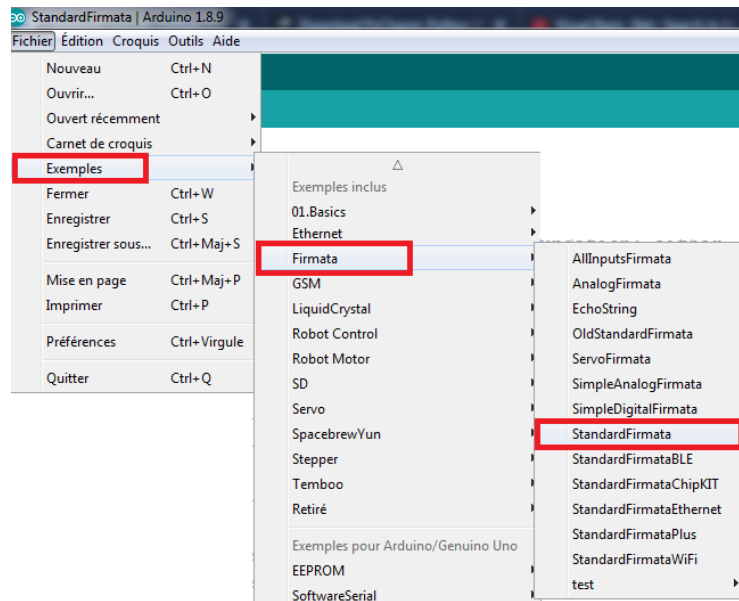 StandardFirmata | Arduino 1.8.9
Fichier Édition Croquis Outils Aide
Nouveau Ctrl+N
Ouvrir... Ctrl+O
Ouvert récemment
Carnet de croquis
Exemples
Fermer Ctrl+W
Enregistrer Ctrl+S
Enregistrer sous... Ctrl+Maj+S
Mise en page Ctrl+Maj+P
Imprimer Ctrl+P
Préférences Ctrl+Virgule
Quitter Ctrl+Q
Exemples inclus
01.Basics
Ethernet
Firmata
GSM
LiquidCrystal
Robot Control
Robot Motor
SD
Servo
SpacebrewYun
Stepper
Temboo
Retiré
Exemples pour Arduino/Genuino Uno
EEPROM
SoftwareSerial
AllInputsFirmata
AnalogFirmata
EchoString
OldStandardFirmata
ServoFirmata
SimpleAnalogFirmata
SimpleDigitalFirmata
StandardFirmata
StandardFirmataBLE
StandardFirmataChipKIT
StandardFirmataEthernet
StandardFirmataPlus
StandardFirmataWiFi
test